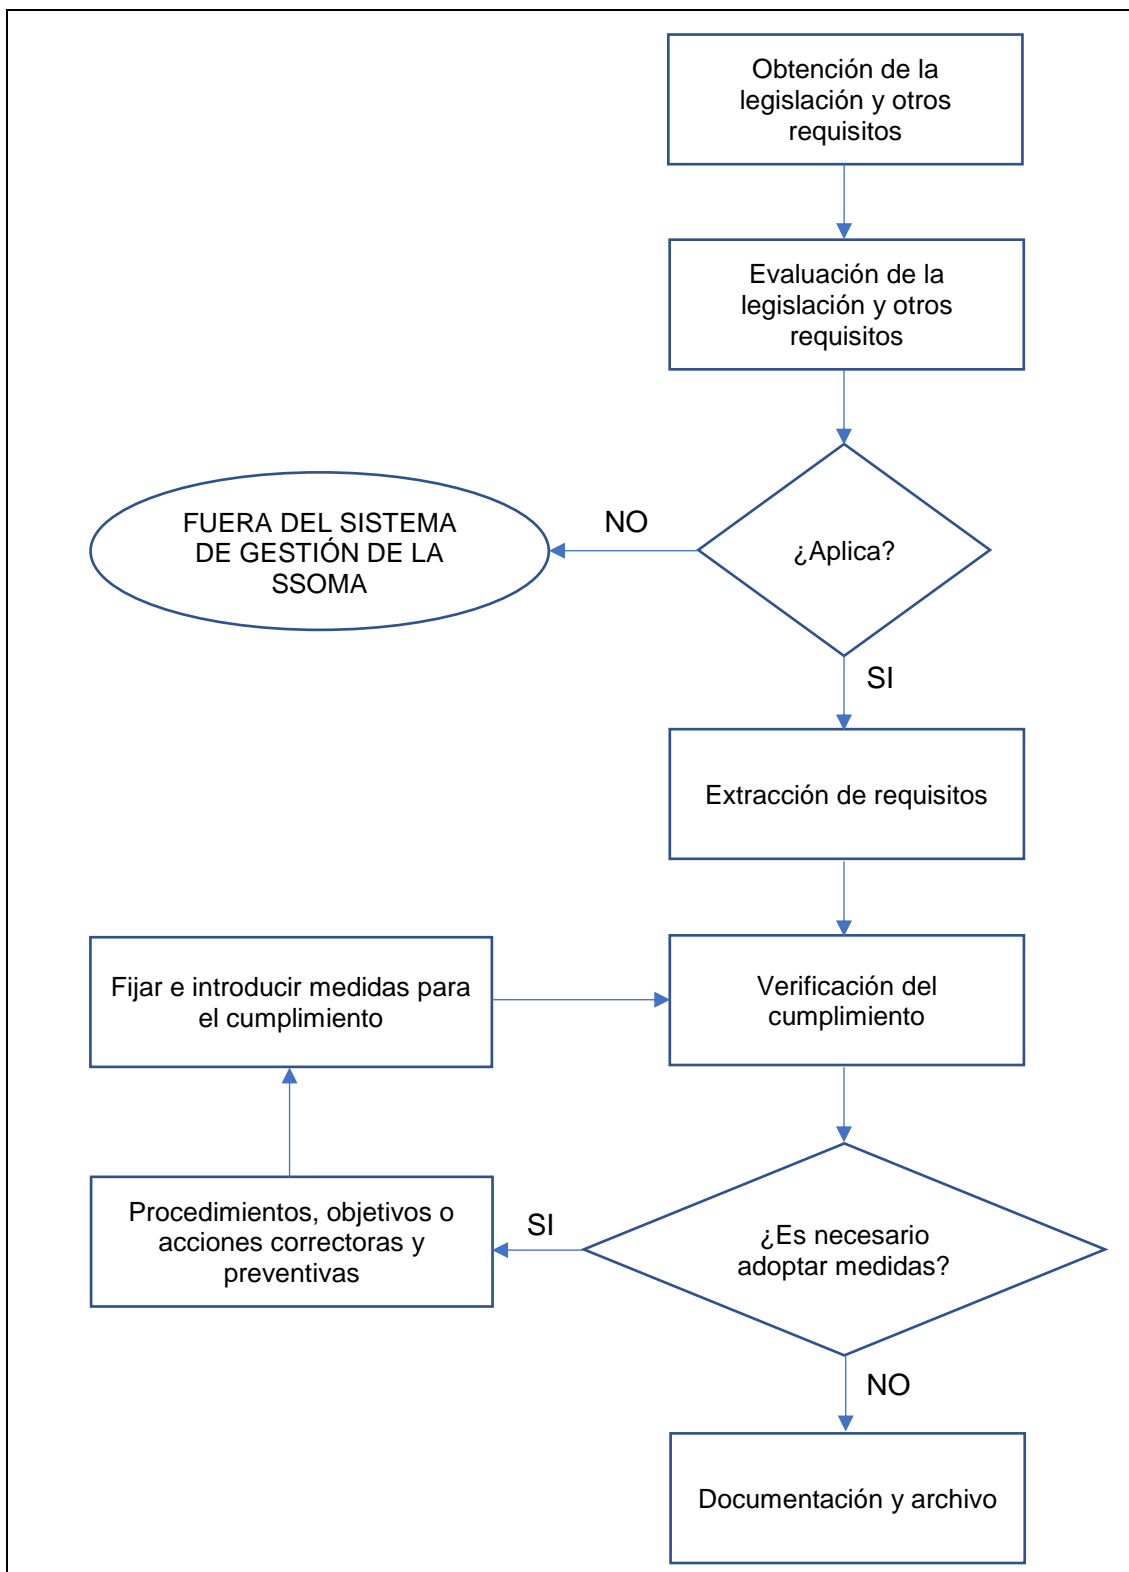 Obtención de la
legislación y otros
requisitos
Evaluación de la
legislación y otros
requisitos
¿Aplica?
NO
FUERA DEL SISTEMA
DE GESTIÓN DE LA
SSOMA
SI
Extracción de requisitos
Verificación del
cumplimiento
Fijar e introducir medidas para
el cumplimiento
¿Es necesario
adoptar medidas?
SI
Procedimientos, objetivos o
acciones correctoras y
preventivas
NO
Documentación y archivo